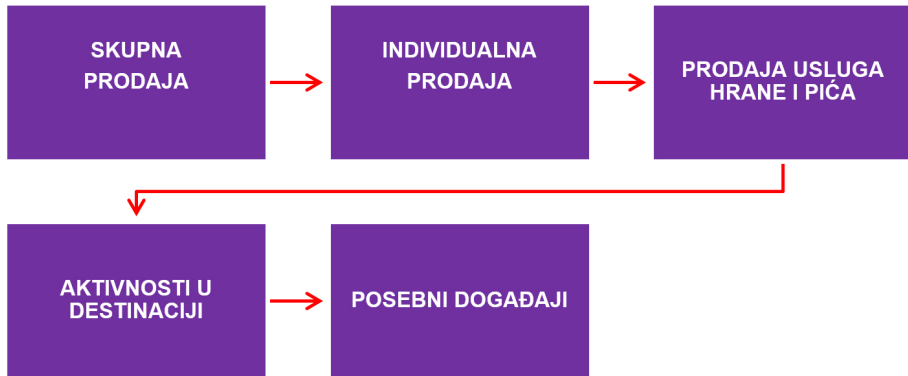 SKUPNA
PRODAJA
INDIVIDUALNA
PRODAJA
PRODAJA USLUGA
HRANE I PIĆA
AKTIVNOSTI U
DESTINACIJI
POSEBNI DOGAĐAJI